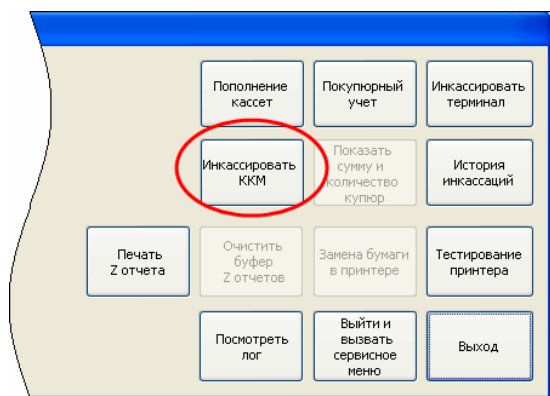 Пополнение
кассет
Покупюрный
учет
Инкассировать
терминал
Инкассировать
ККМ
Показать
сумму и
количество
купюр
История
инкассаций
Печать
Z отчета
Очистить
буфер
Z отчетов
Замена бумаги
в принтере
Тестирование
принтера
Посмотреть
лог
Выйти и
вызвать
сервисное
меню
Выход